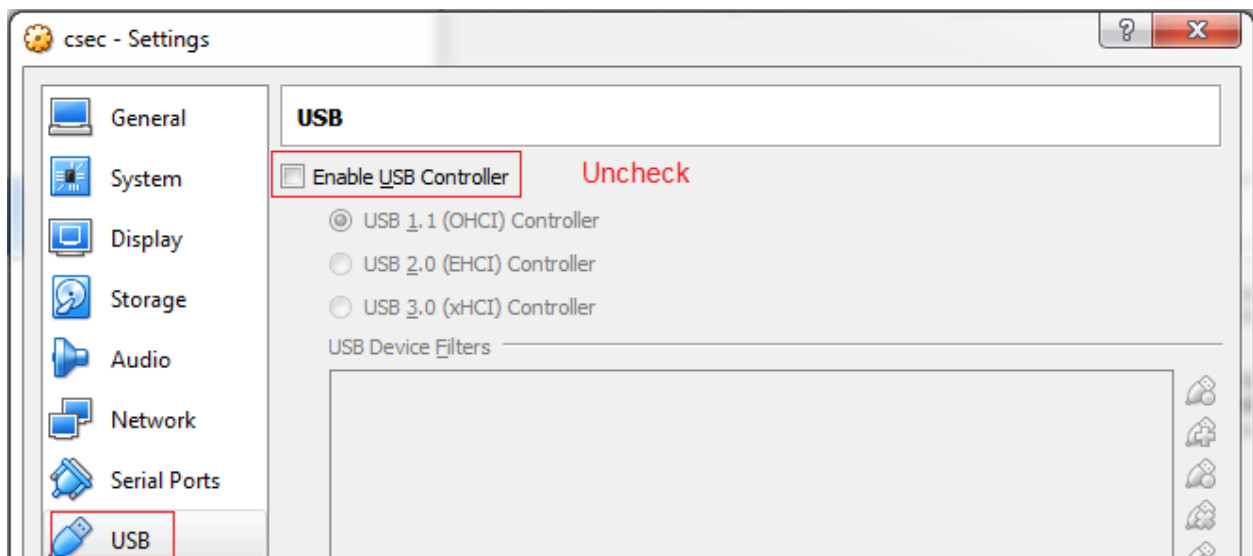 csec - Settings
General
System
Display
Storage
Audio
Network
Serial Ports
USB
USB
Enable USB Controller
Uncheck
USB 1.1 (OHCI) Controller
USB 2.0 (EHCI) Controller
USB 3.0 (xHCI) Controller
USB Device Filters